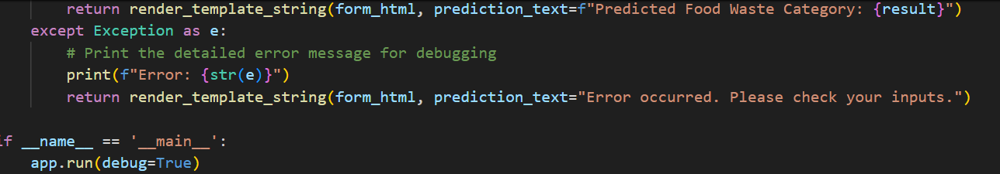 return render_template_string(form_html, prediction_text=f"Predicted Food Waste Category: {result}")
except Exception as e:
# Print the detailed error message for debugging
print(f"Error: {str(e)}")
return render_template_string(form_html, prediction_text="Error occurred. Please check your inputs.")
if __name__ == '__main__':
app.run(debug=True)